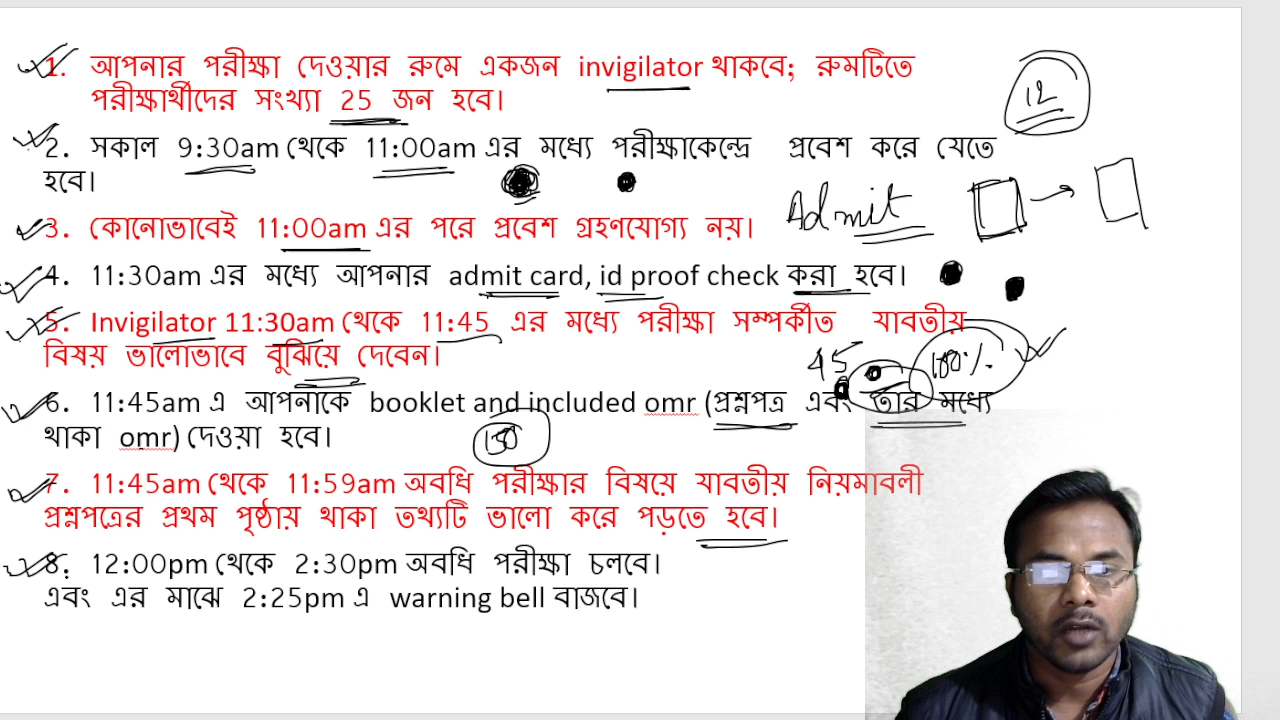 1. আপনার পরীক্ষা দেওয়ার রুমে একজন invigilator থাকবে; রুমটিতে
পরীক্ষার্থীদের সংখ্যা 25 জন হবে।
12
2. সকাল 9:30am থেকে 11:00am এর মধ্যে পরীক্ষাকেন্দ্রে প্রবেশ করে যেতে
হবে।
3. কোনোভাবেই 11:00am এর পরে প্রবেশ গ্রহণযোগ্য নয়।
Admit
4. 11:30am এর মধ্যে আপনার admit card, id proof check করা হবে।
5. Invigilator 11:30am থেকে 11:45 এর মধ্যে পরীক্ষা সম্পর্কীত যাবতীয়
বিষয় ভালোভাবে বুঝিয়ে দেবেন।
45
100%.
6. 11:45am এ আপনাকে booklet and included omr (প্রশ্নপত্র এবং তার মধ্যে
থাকা omr) দেওয়া হবে।
150
7. 11:45am থেকে 11:59am অবধি পরীক্ষার বিষয়ে যাবতীয় নিয়মাবলী
প্রশ্নপত্রের প্রথম পৃষ্ঠায় থাকা তথ্যটি ভালো করে পড়তে হবে।
8. 12:00pm থেকে 2:30pm অবধি পরীক্ষা চলবে।
এবং এর মাঝে 2:25pm এ warning bell বাজবে।